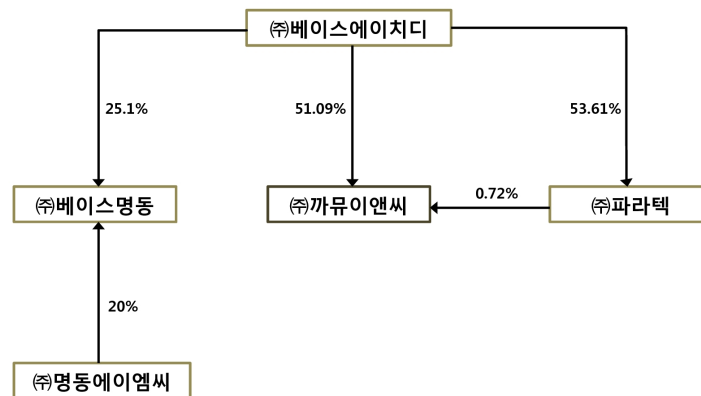 ㈜베이스에이치디
25.1%
51.09%
53.61%
㈜베이스명동
㈜까뮤이앤씨
0.72%
㈜파라텍
20%
㈜명동에이엠씨